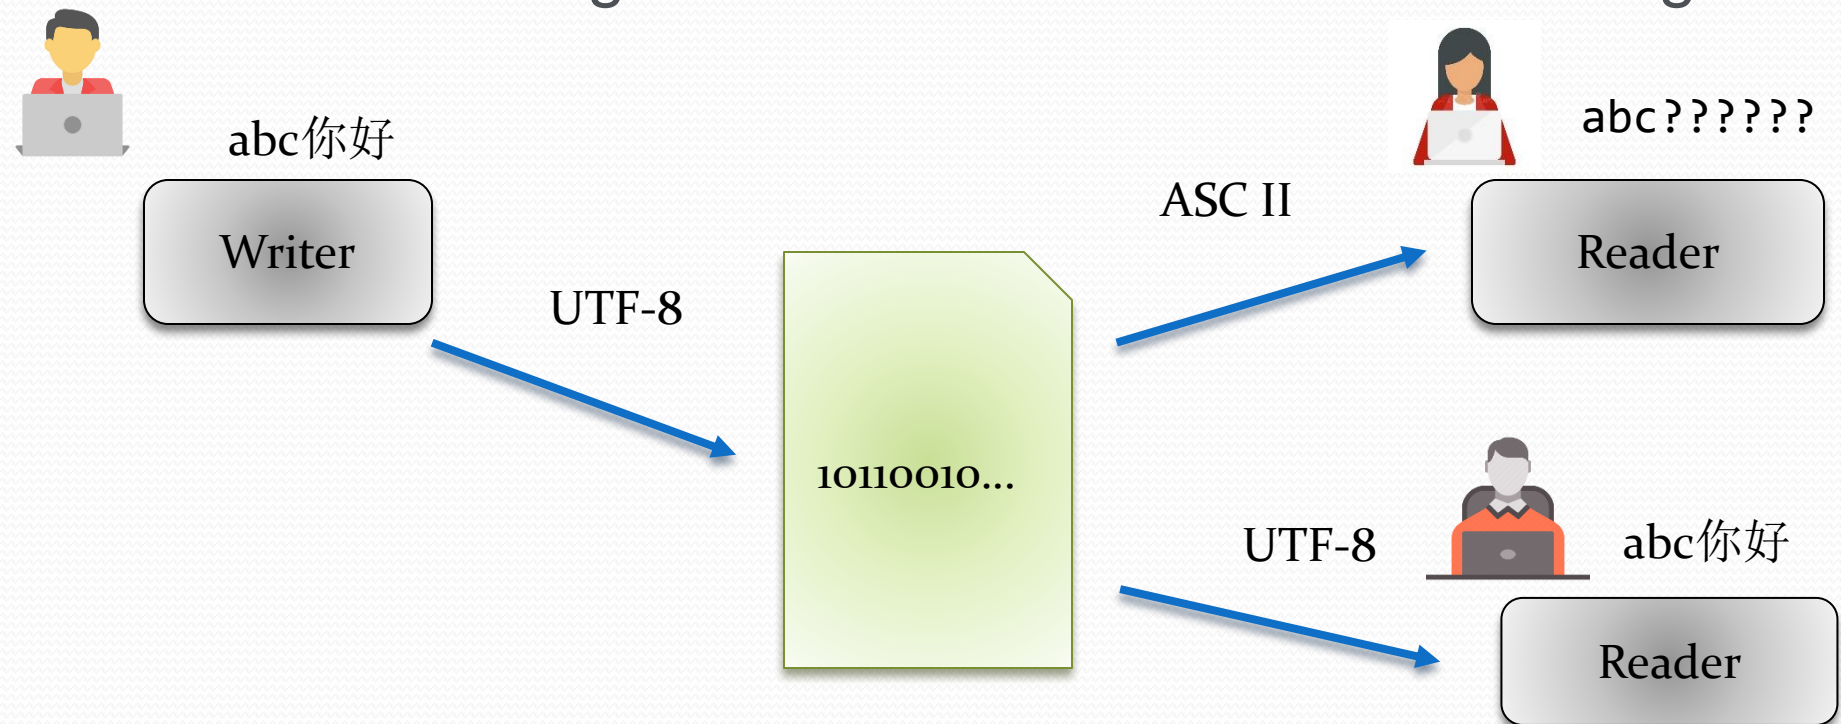 abc你好
Writer
UTF-8
10110010...
ASC II
abc??????
Reader
UTF-8
abc你好
Reader